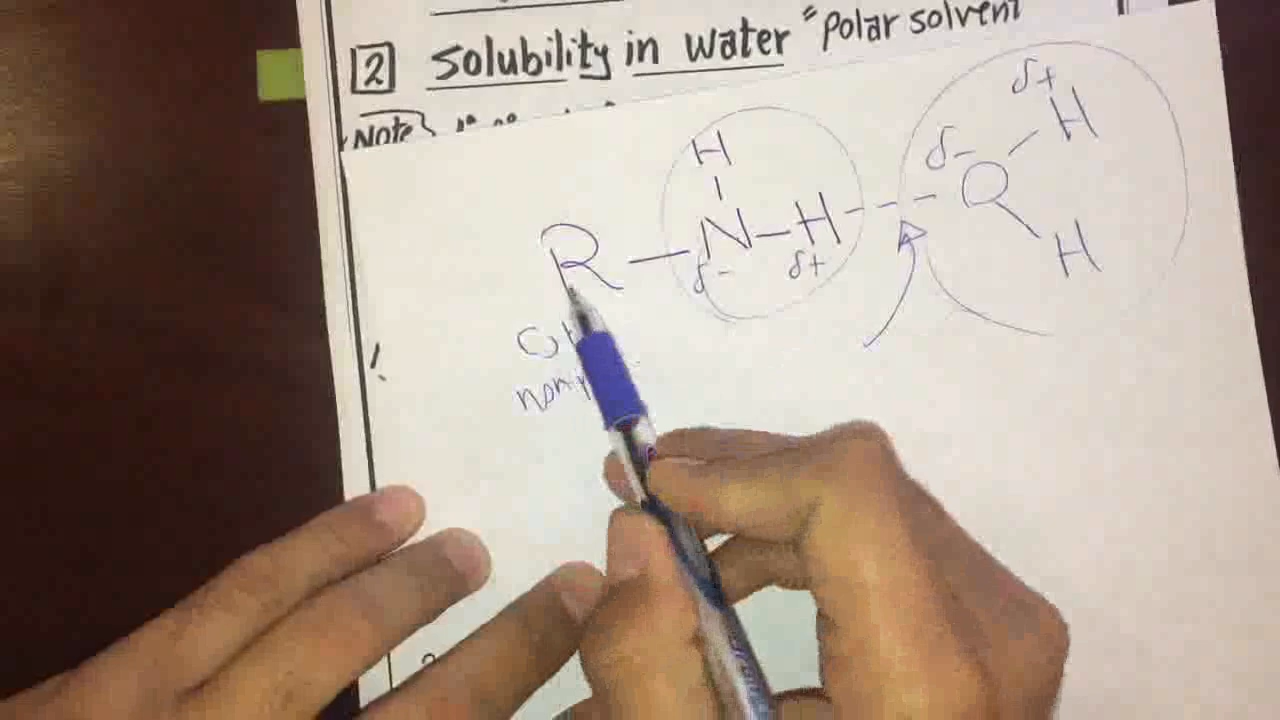 2 Solubility in water "Polar solvent
Note
δ+
H
H
δ-
O
R — N — H --- O
δ- δ+
H